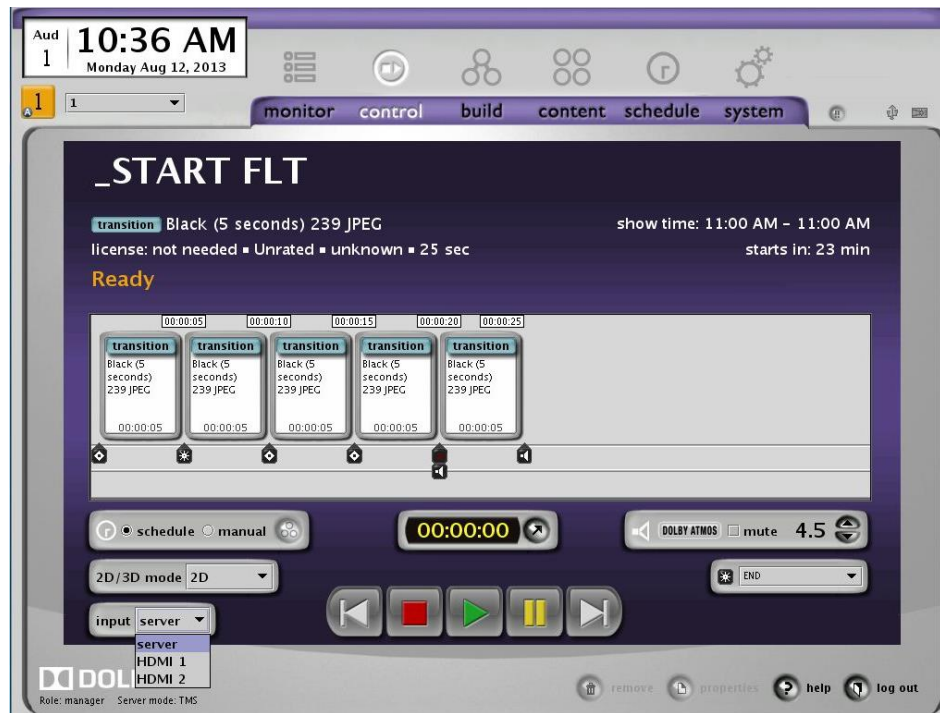 Aud
1
10:36 AM
Monday Aug 12, 2013
1
1
monitor control build content schedule system
_START FLT
transition Black (5 seconds) 239 JPEG
show time: 11:00 AM – 11:00 AM
license: not needed ▪ Unrated ▪ unknown ▪ 25 sec
starts in: 23 min
Ready
00:00:05 00:00:10 00:00:15 00:00:20 00:00:25
transition
Black (5
seconds)
239 JPEG
00:00:05
transition
Black (5
seconds)
239 JPEG
00:00:05
transition
Black (5
seconds)
239 JPEG
00:00:05
transition
Black (5
seconds)
239 JPEG
00:00:05
transition
Black (5
seconds)
239 JPEG
00:00:05
schedule manual
00:00:00
DOLBY ATMOS mute 4.5
2D/3D mode 2D
END
input server
server
HDMI 1
HDMI 2
DOL
Role: manager Server mode: TMS
remove properties help log out